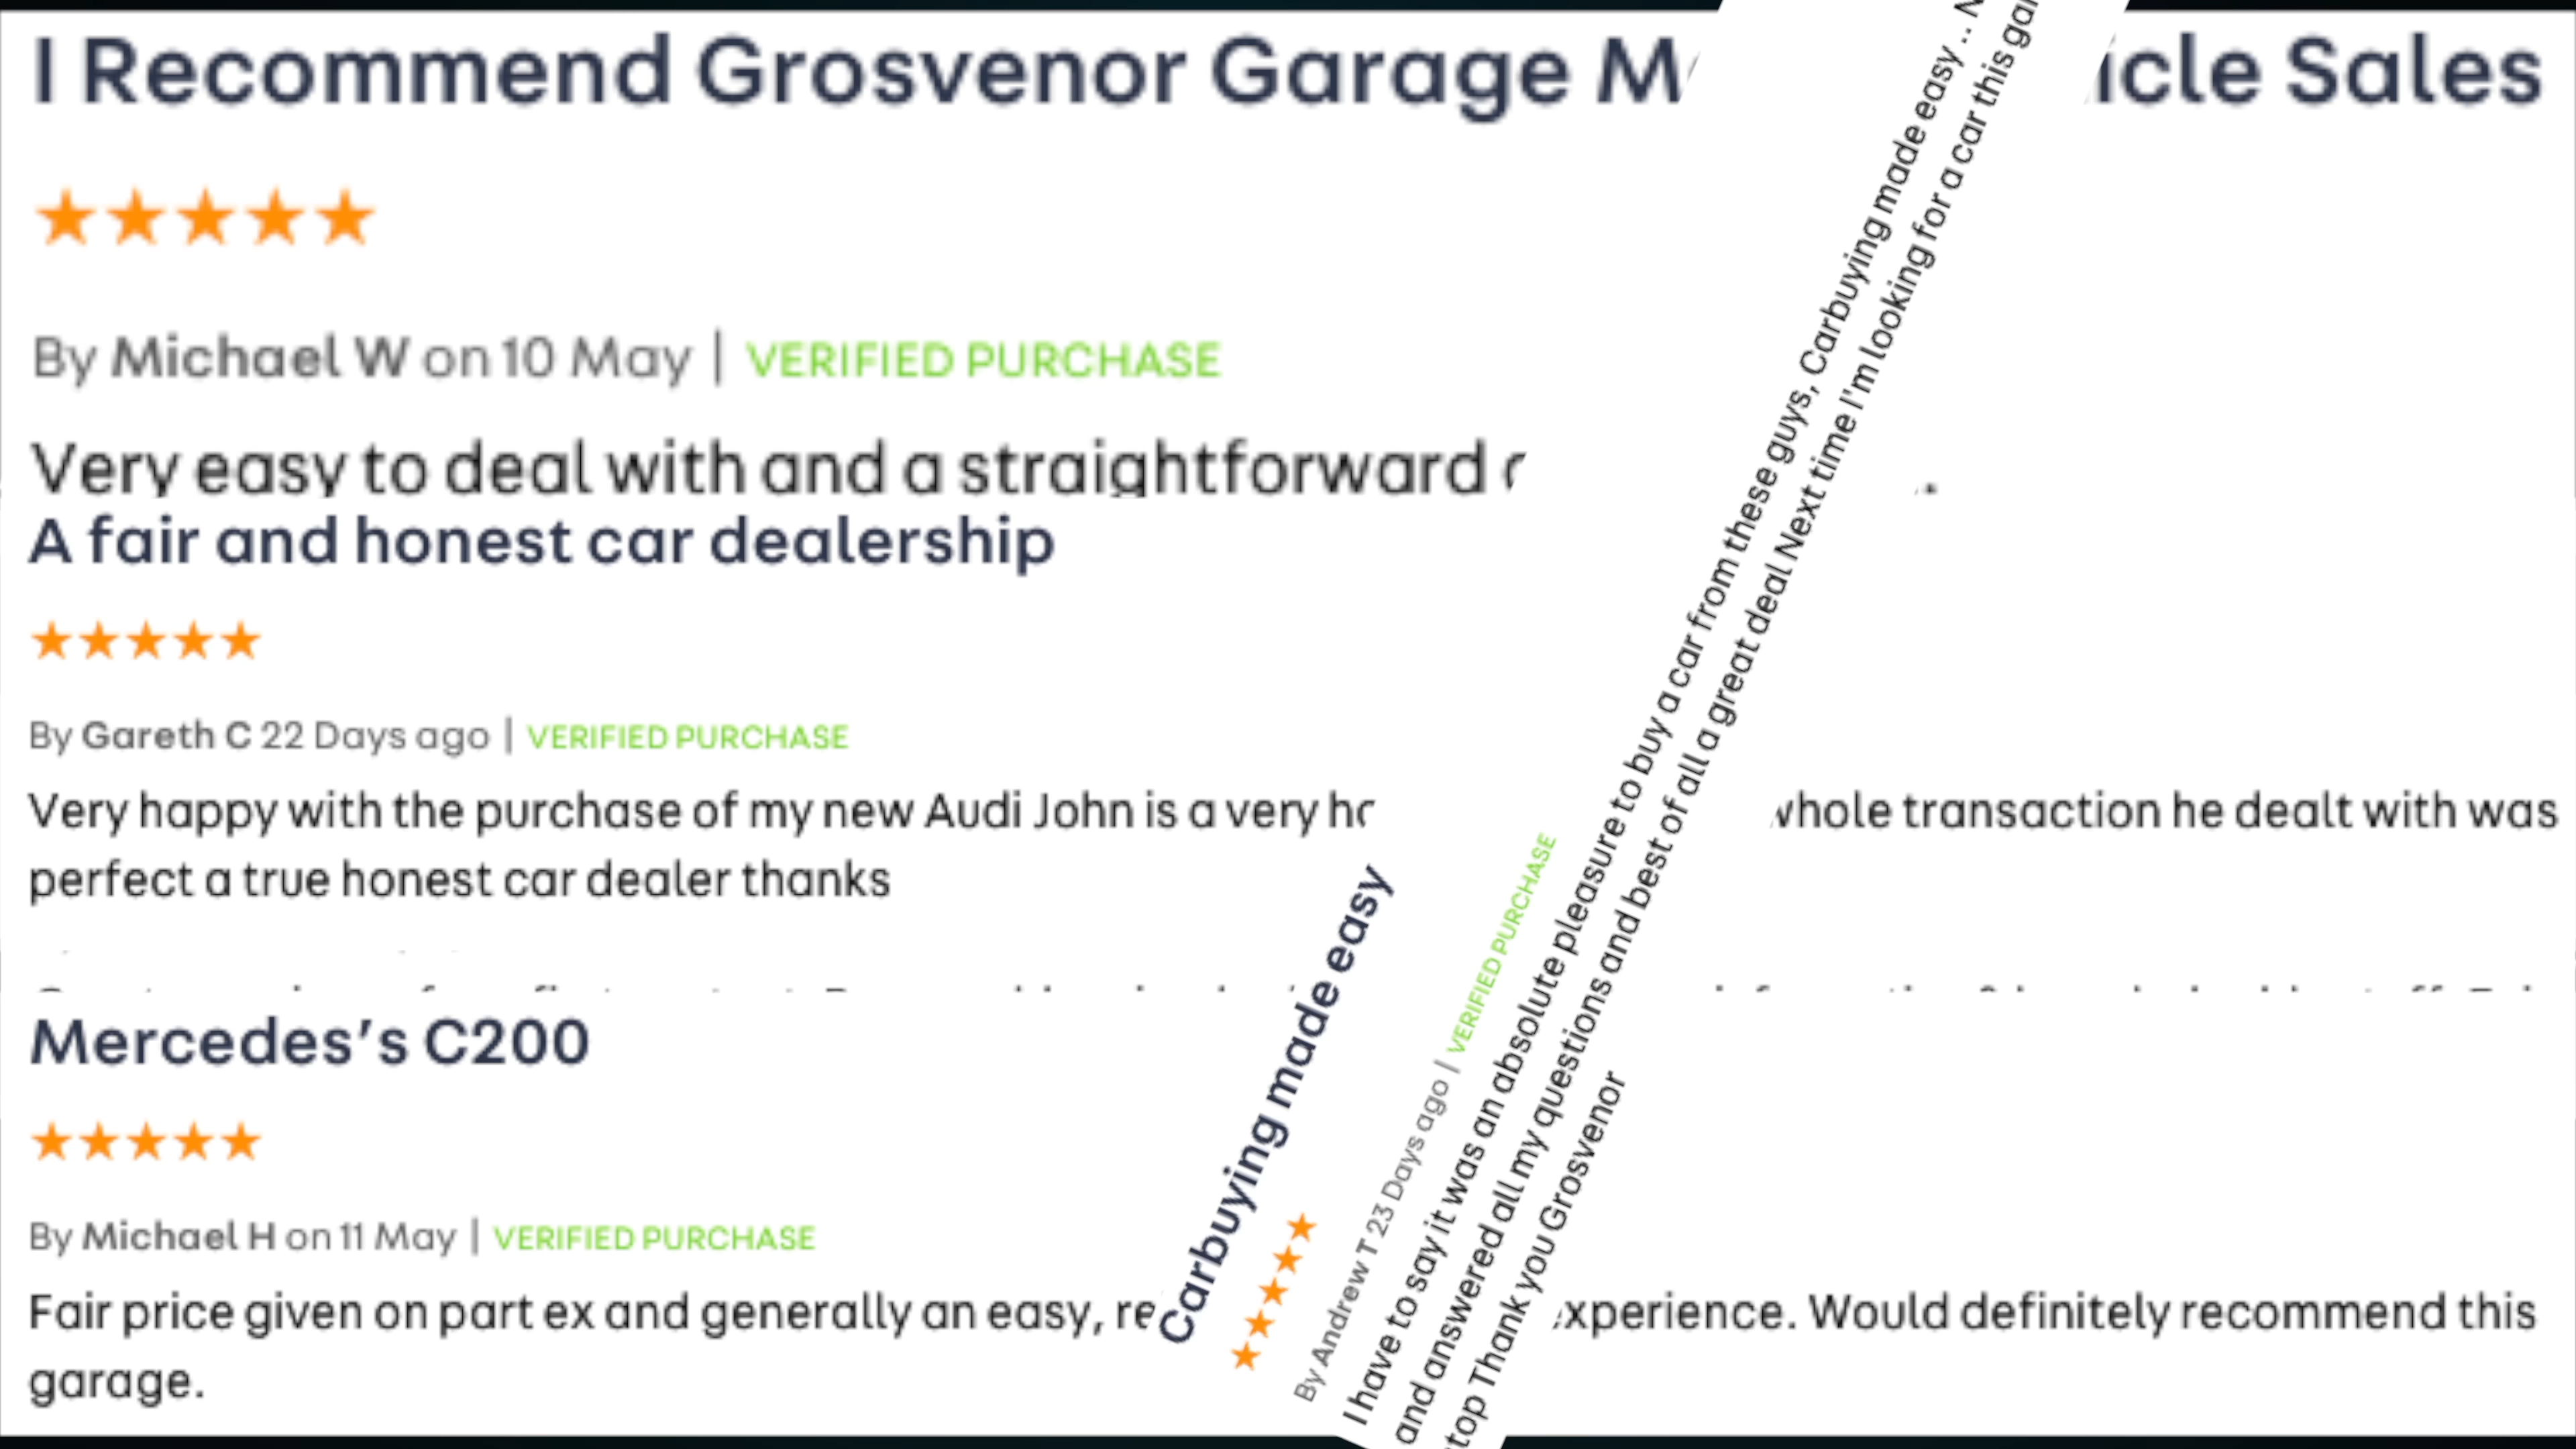 I Recommend Grosvenor Garage Sales
By Michael W on 10 May | VERIFIED PURCHASE
Very easy to deal with and a straightforward
A fair and honest car dealership
By Gareth C 22 Days ago | VERIFIED PURCHASE
Very happy with the purchase of my new Audi John is a very whole transaction he dealt with was
perfect a true honest car dealer thanks
Mercedes’s C200
By Michael H on 11 May | VERIFIED PURCHASE
Fair price given on part ex and generally an easy, experience. Would definitely recommend this
garage.
Carbuying made easy
By Andrew T 23 Days ago | VERIFIED PURCHASE
I have to say it was an absolute pleasure to buy a car from these guys, Carbuying made easy ..
and answered all my questions and best of all a great deal Next time I'm looking for a car this
Thank you Grosvenor